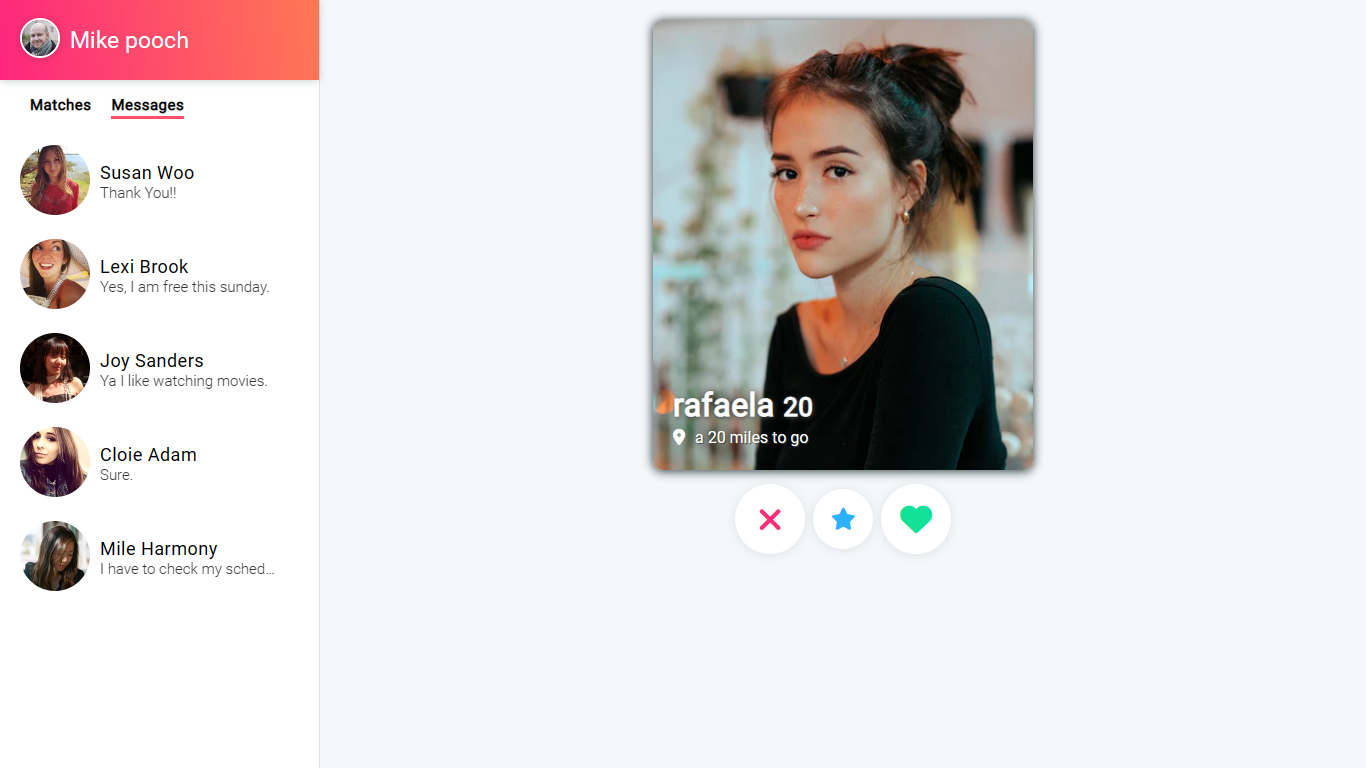 Mike pooch
Matches Messages
Susan Woo
Thank You!!
Lexi Brook
Yes, I am free this sunday.
Joy Sanders
Ya I like watching movies.
Cloie Adam
Sure.
Mile Harmony
I have to check my sched...
rafaela 20
a 20 miles to go